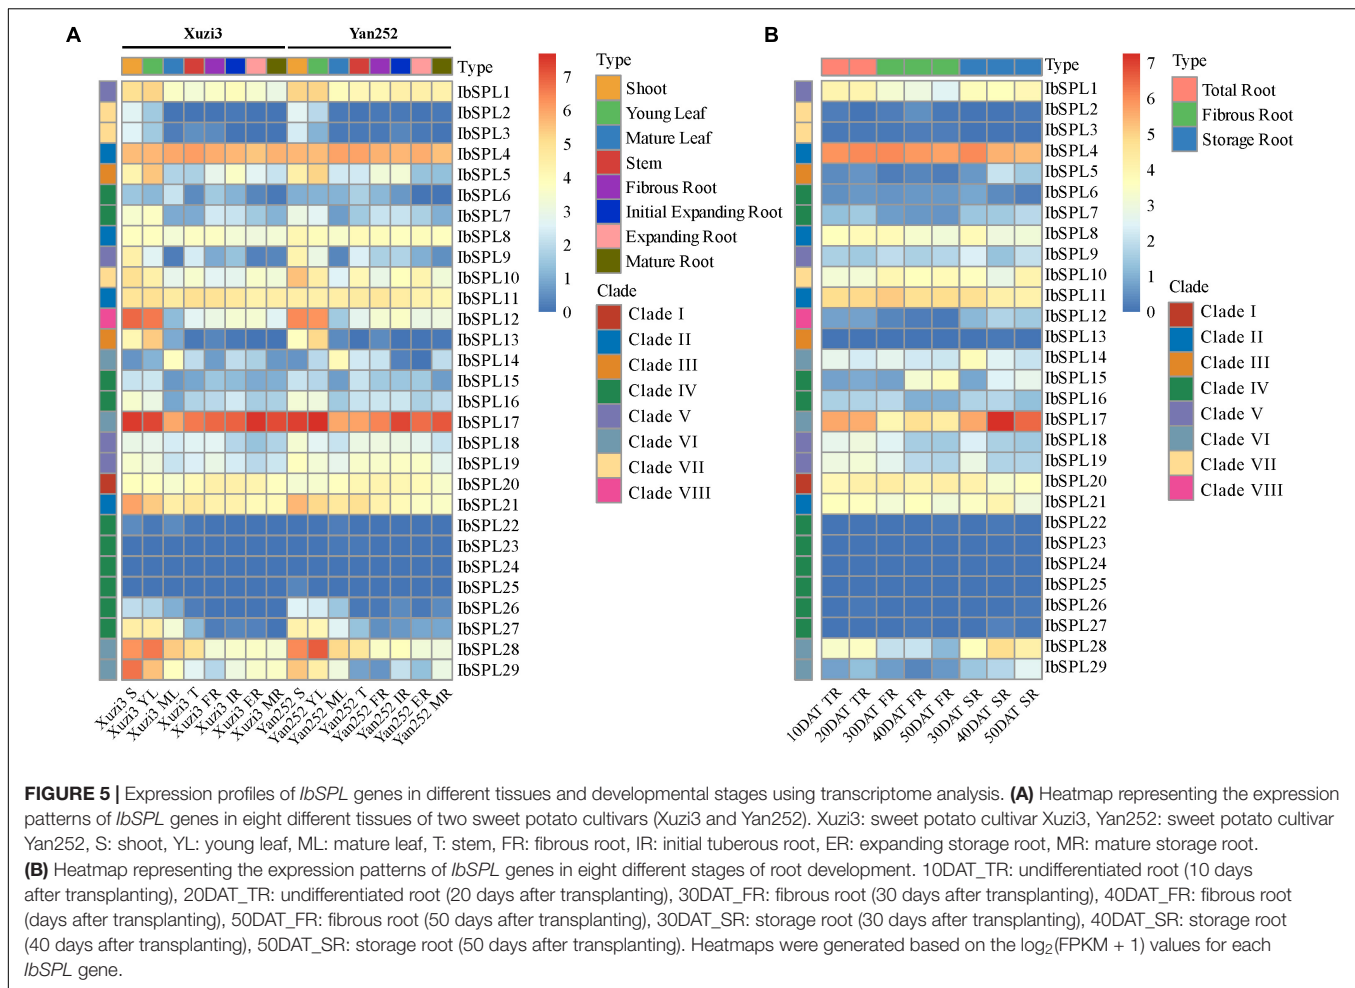 A
Xuzi3
Yan252
Type
IbSPL1
IbSPL2
IbSPL3
IbSPL4
IbSPL5
IbSPL6
IbSPL7
IbSPL8
IbSPL9
IbSPL10
IbSPL11
IbSPL12
IbSPL13
IbSPL14
IbSPL15
IbSPL16
IbSPL17
IbSPL18
IbSPL19
IbSPL20
IbSPL21
IbSPL22
IbSPL23
IbSPL24
IbSPL25
IbSPL26
IbSPL27
IbSPL28
IbSPL29
Xuzi3 S
Xuzi3 YL
Xuzi3 ML
Xuzi3 T
Xuzi3 FR
Xuzi3 IR
Xuzi3 ER
Xuzi3 MR
Yan252 S
Yan252 YL
Yan252 ML
Yan252 T
Yan252 FR
Yan252 IR
Yan252 ER
Yan252 MR
7
6
5
4
3
2
1
0
Type
Shoot
Young Leaf
Mature Leaf
Stem
Fibrous Root
Initial Expanding Root
Expanding Root
Mature Root
Clade
Clade I
Clade II
Clade III
Clade IV
Clade V
Clade VI
Clade VII
Clade VIII
B
Type
IbSPL1
IbSPL2
IbSPL3
IbSPL4
IbSPL5
IbSPL6
IbSPL7
IbSPL8
IbSPL9
IbSPL10
IbSPL11
IbSPL12
IbSPL13
IbSPL14
IbSPL15
IbSPL16
IbSPL17
IbSPL18
IbSPL19
IbSPL20
IbSPL21
IbSPL22
IbSPL23
IbSPL24
IbSPL25
IbSPL26
IbSPL27
IbSPL28
IbSPL29
10DAT TR
20DAT TR
30DAT FR
40DAT FR
50DAT FR
30DAT SR
40DAT SR
50DAT SR
7
6
5
4
3
2
1
0
Type
Total Root
Fibrous Root
Storage Root
Clade
Clade I
Clade II
Clade III
Clade IV
Clade V
Clade VI
Clade VII
Clade VIII
FIGURE 5 | Expression profiles of IbSPL genes in different tissues and developmental stages using transcriptome analysis. (A) Heatmap representing the expression
patterns of IbSPL genes in eight different tissues of two sweet potato cultivars (Xuzi3 and Yan252). Xuzi3: sweet potato cultivar Xuzi3, Yan252: sweet potato cultivar
Yan252, S: shoot, YL: young leaf, ML: mature leaf, T: stem, FR: fibrous root, IR: initial tuberous root, ER: expanding storage root, MR: mature storage root.
(B) Heatmap representing the expression patterns of IbSPL genes in eight different stages of root development. 10DAT_TR: undifferentiated root (10 days
after transplanting), 20DAT_TR: undifferentiated root (20 days after transplanting), 30DAT_FR: fibrous root (30 days after transplanting), 40DAT_FR: fibrous root
(days after transplanting), 50DAT_FR: fibrous root (50 days after transplanting), 30DAT_SR: storage root (30 days after transplanting), 40DAT_SR: storage root
(40 days after transplanting), 50DAT_SR: storage root (50 days after transplanting). Heatmaps were generated based on the log₂(FPKM + 1) values for each
IbSPL gene.